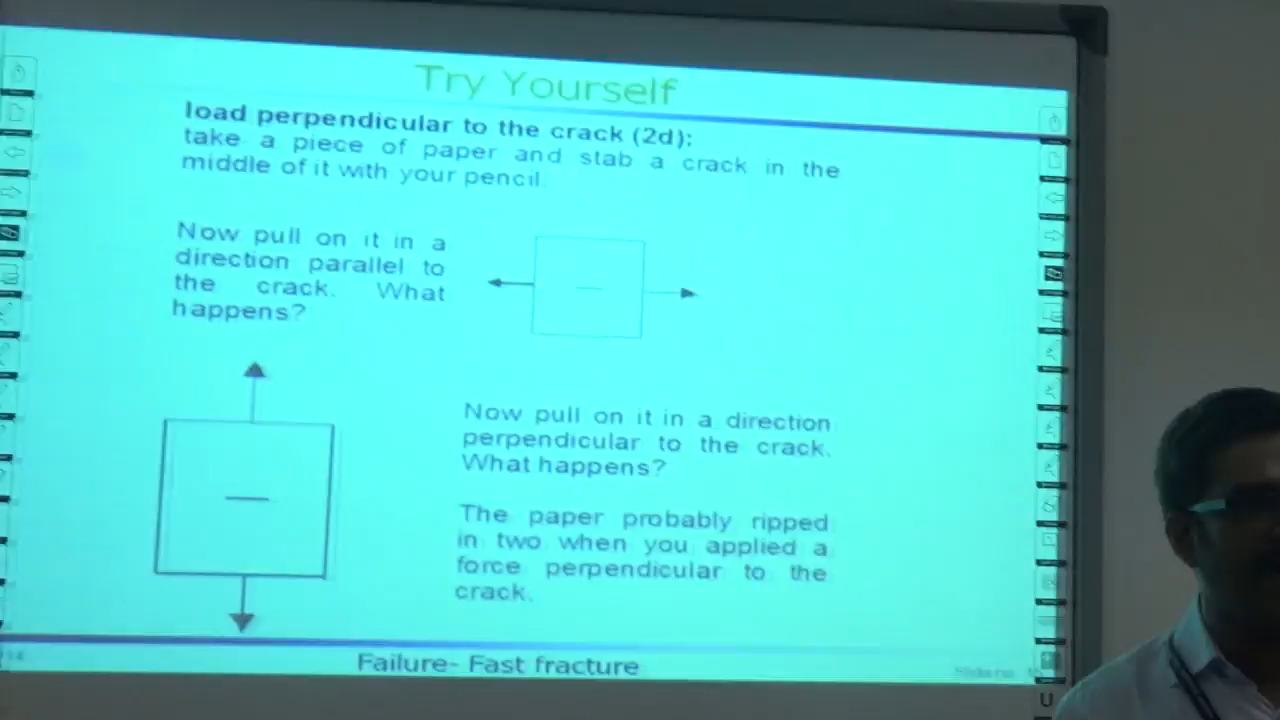 Try Yourself
load perpendicular to the crack (2d):
take a piece of paper and stab a crack in the
middle of it with your pencil.
Now pull on it in a
direction parallel to
the crack. What
happens?
Now pull on it in a direction
perpendicular to the crack.
What happens?
The paper probably ripped
in two when you applied a
force perpendicular to the
crack.
Failure- Fast fracture
Slide no
U